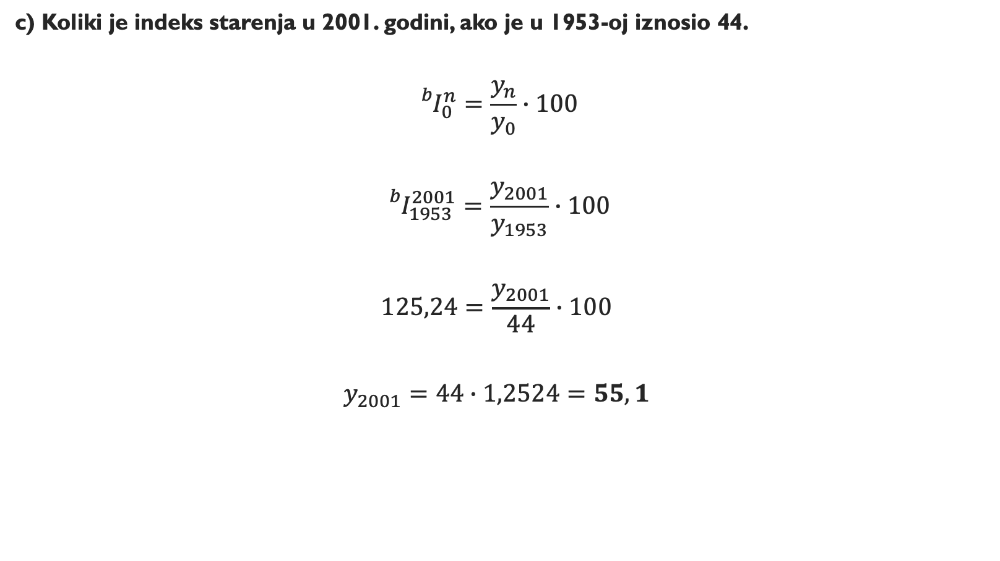 c) Koliki je indeks starenja u 2001. godini, ako je u 1953-oj iznosio 44.
ᵇI₀ⁿ = yₙ / y₀ · 100
ᵇI₁₉₅₃²⁰⁰¹ = y₂₀₀₁ / y₁₉₅₃ · 100
125,24 = y₂₀₀₁ / 44 · 100
y₂₀₀₁ = 44 · 1,2524 = 55, 1